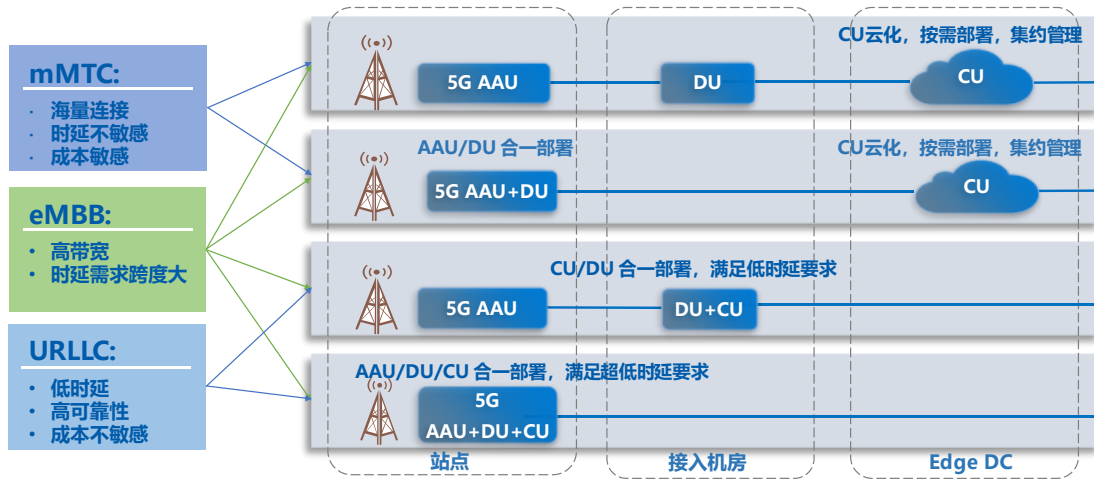 mMTC:
· 海量连接
· 时延不敏感
· 成本敏感
eMBB:
• 高带宽
• 时延需求跨度大
URLLC:
• 低时延
• 高可靠性
• 成本不敏感
CU云化，按需部署，集约管理
5G AAU
DU
CU
AAU/DU 合一部署
CU云化，按需部署，集约管理
5G AAU+DU
CU
CU/DU 合一部署，满足低时延要求
5G AAU
DU+CU
AAU/DU/CU 合一部署，满足超低时延要求
5G
AAU+DU+CU
站点
接入机房
Edge DC